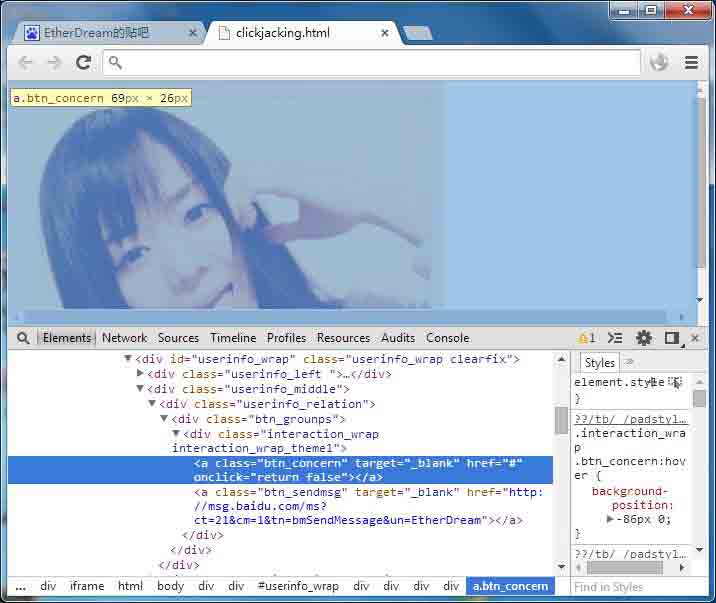 EtherDream的贴吧
clickjacking.html
a.btn_concern 69px × 26px
Elements Network Sources Timeline Profiles Resources Audits Console 1
<div id="userinfo_wrap" class="userinfo_wrap clearfix">
<div class="userinfo_left ">…</div>
<div class="userinfo_middle">
<div class="userinfo_relation">
<div class="btn_grounps">
<div class="interaction_wrap
interaction_wrap_theme1">
<a class="btn_concern" target="_blank" href="#"
onclick="return false"></a>
<a class="btn_sendmsg" target="_blank" href="http:
//msg.baidu.com/ms?
ct=21&cm=1&tn=bmSendMessage&un=EtherDream"></a>
</div>
</div>
</div>
... div iframe html body div div #userinfo_wrap div div div div a.btn_concern
Styles »
element.style {
}
??/tb/_/padstyl…
.interaction_wra
p
.btn_concern:hov
er {
background-
position:
-86px 0;
}
??/tb/_/padstyl…
Find in Styles